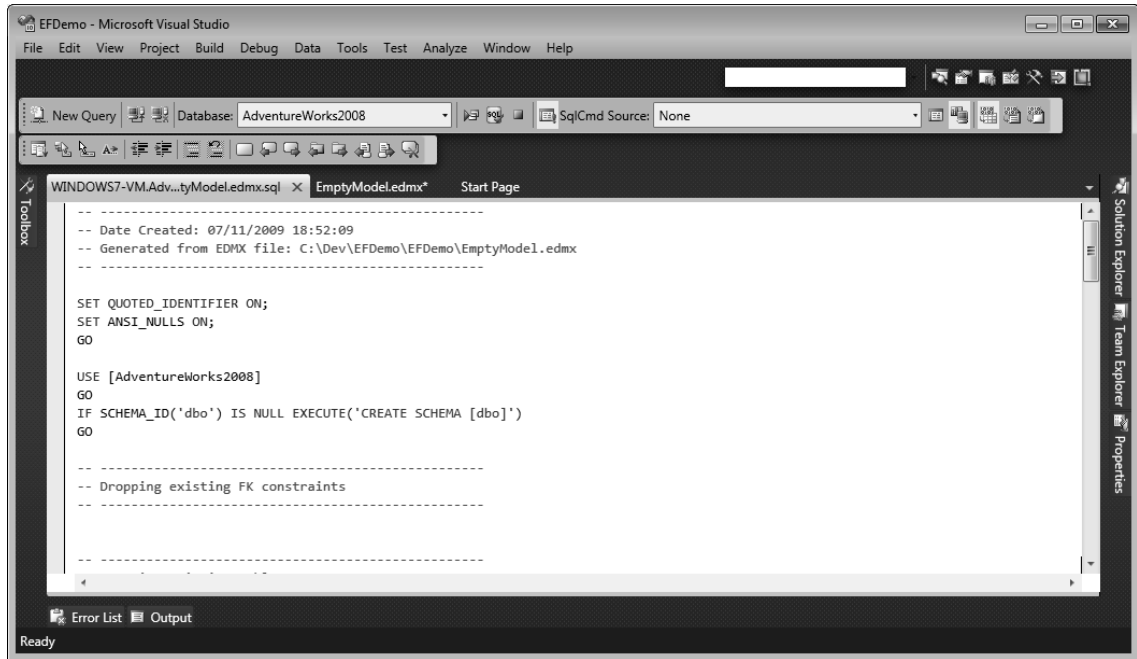 EFDemo - Microsoft Visual Studio
File Edit View Project Build Debug Data Tools Test Analyze Window Help
New Query Database: AdventureWorks2008 SqlCmd Source: None
WINDOWS7-VM.Adv...tyModel.edmx.sql EmptyModel.edmx* Start Page
Toolbox
-- --------------------------------------------------
-- Date Created: 07/11/2009 18:52:09
-- Generated from EDMX file: C:\Dev\EFDemo\EFDemo\EmptyModel.edmx
-- --------------------------------------------------
SET QUOTED_IDENTIFIER ON;
SET ANSI_NULLS ON;
GO
USE [AdventureWorks2008]
GO
IF SCHEMA_ID('dbo') IS NULL EXECUTE('CREATE SCHEMA [dbo]')
GO
-- --------------------------------------------------
-- Dropping existing FK constraints
-- --------------------------------------------------
-- --------------------------------------------------
Solution Explorer
Team Explorer
Properties
Error List Output
Ready